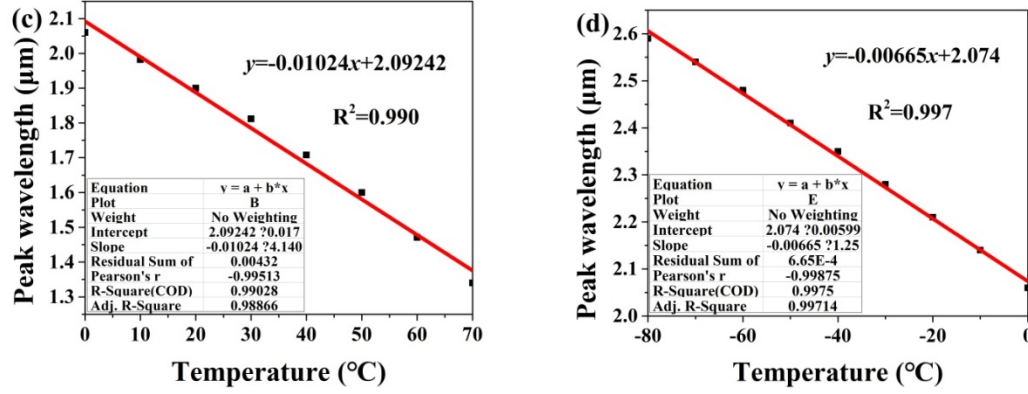 (c)
2.1
2.0
1.9
1.8
1.7
1.6
1.5
1.4
1.3
Peak wavelength (μm)
y=-0.01024x+2.09242
R²=0.990
Equation y = a + b*x
Plot B
Weight No Weighting
Intercept 2.09242 ?0.017
Slope -0.01024 ?4.140
Residual Sum of 0.00432
Pearson's r -0.99513
R-Square(COD) 0.99028
Adj. R-Square 0.98866
0 10 20 30 40 50 60 70
Temperature (°C)
(d)
2.6
2.5
2.4
2.3
2.2
2.1
2.0
Peak wavelength (μm)
y=-0.00665x+2.074
R²=0.997
Equation y = a + b*x
Plot E
Weight No Weighting
Intercept 2.074 ?0.00599
Slope -0.00665 ?1.25
Residual Sum of 6.65E-4
Pearson's r -0.99875
R-Square(COD) 0.9975
Adj. R-Square 0.99714
-80 -70 -60 -50 -40 -30 -20 -10 0
Temperature (°C)